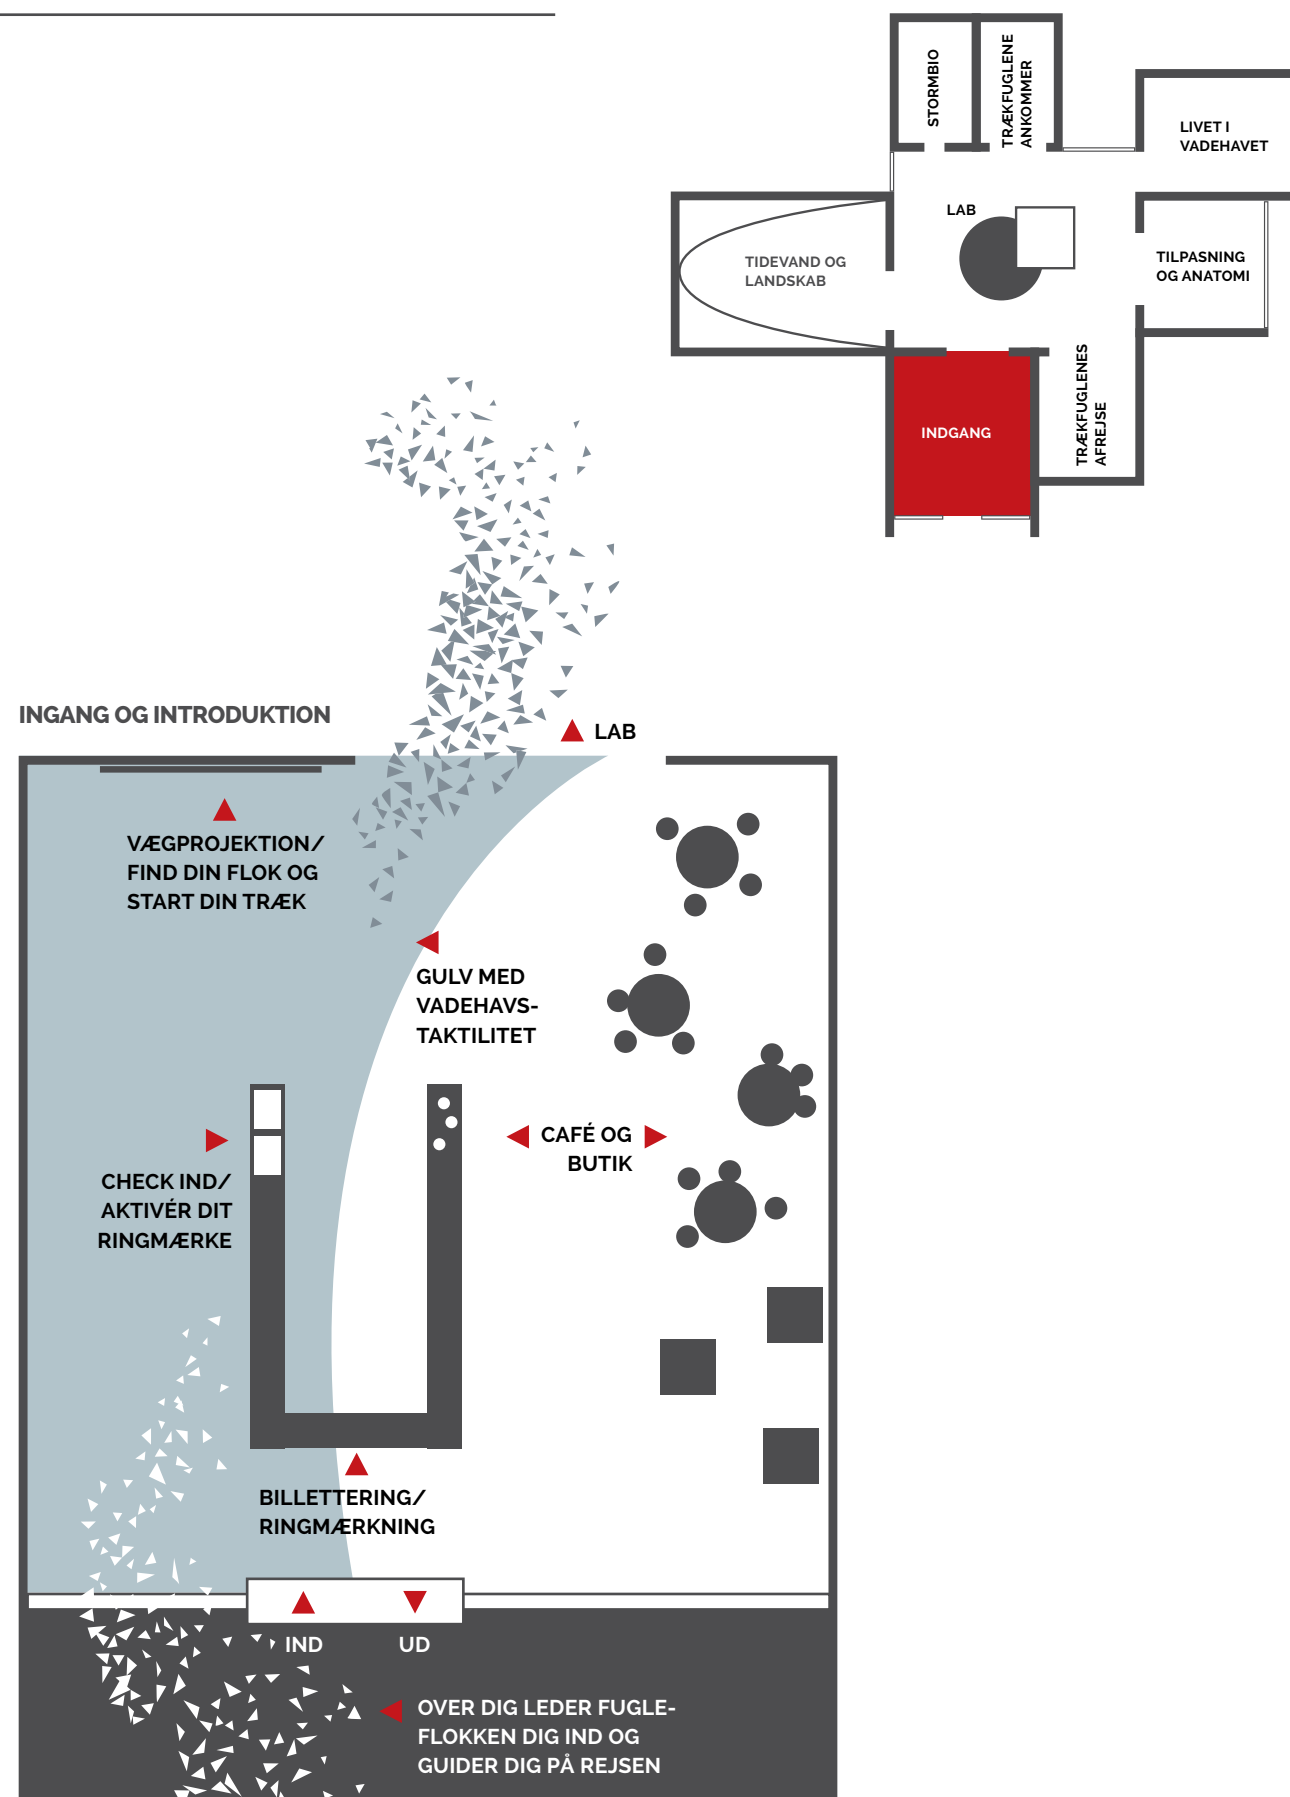 STORMBIO
TRÆKFUGLENE
ANKOMMER
LIVET I
VADEHAVET
LAB
TIDEVAND OG
LANDSKAB
TILPASNING
OG ANATOMI
INDGANG
TRÆKFUGLENES
AFREJSE
INGANG OG INTRODUKTION
LAB
VÆGPROJEKTION/
FIND DIN FLOK OG
START DIN TRÆK
GULV MED
VADEHAVS-
TAKTILITET
CAFÉ OG
BUTIK
CHECK IND/
AKTIVÉR DIT
RINGMÆRKE
BILLETTERING/
RINGMÆRKNING
IND
UD
OVER DIG LEDER FUGLE-
FLOKKEN DIG IND OG
GUIDER DIG PÅ REJSEN